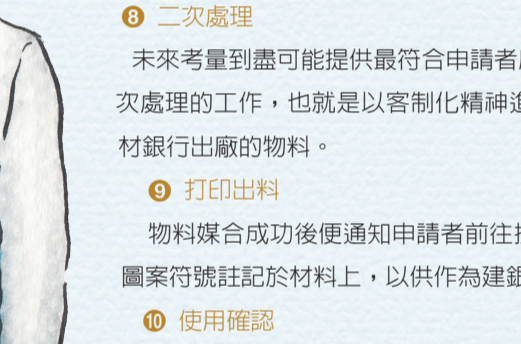 ❽ 二次處理
未來考量到盡可能提供最符合申請者
次處理的工作,也就是以客制化精神
材銀行出廠的物料。
❾ 打印出料
物料媒合成功後便通知申請者前往
圖案符號註記於材料上,以供作為建銀
❿ 使用確認